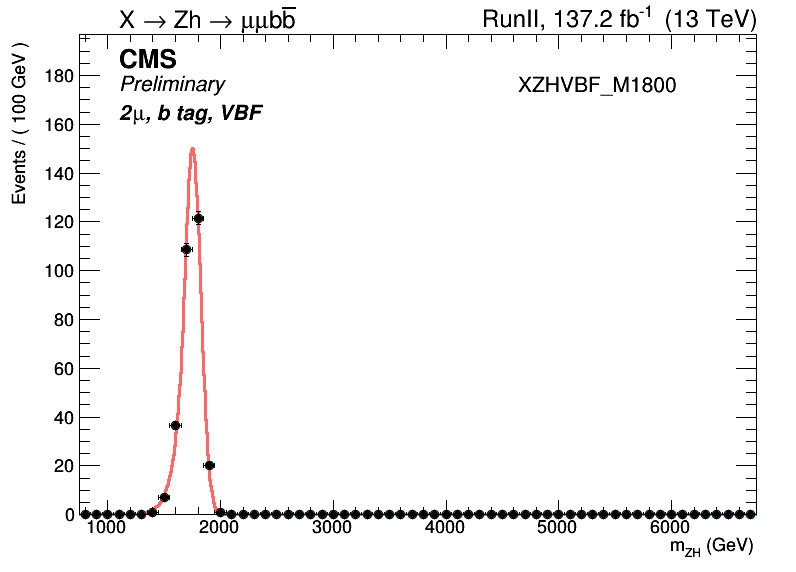 X → Zh → μμbb̅ RunII, 137.2 fb⁻¹ (13 TeV)
CMS
Preliminary
XZHVBF_M1800
2μ, b tag, VBF
Events / ( 100 GeV )
180
160
140
120
100
80
60
40
20
0
1000 2000 3000 4000 5000 6000
m_ZH (GeV)